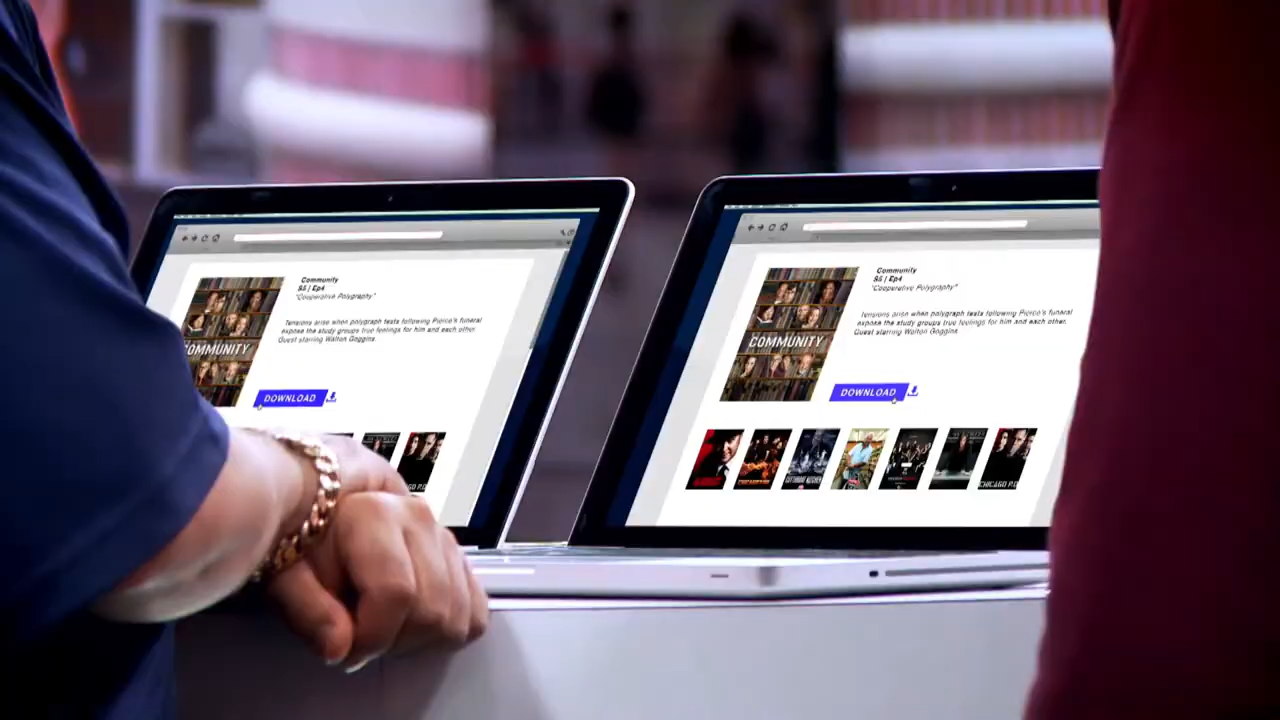 Community
S5 | Ep4
"Cooperative Polygraphy"
Tensions arise when polygraph tests following Pierce's funeral
expose the study groups true feelings for him and each other.
Guest starring Walton Goggins.
COMMUNITY
DOWNLOAD
CHICAGO P.D
Community
S5 | Ep4
"Cooperative Polygraphy"
Tensions arise when polygraph tests following Pierce's funeral
expose the study groups true feelings for him and each other.
Guest starring Walton Goggins
COMMUNITY
DOWNLOAD
CUTTHROAT KITCHEN
CHICAGO P.D